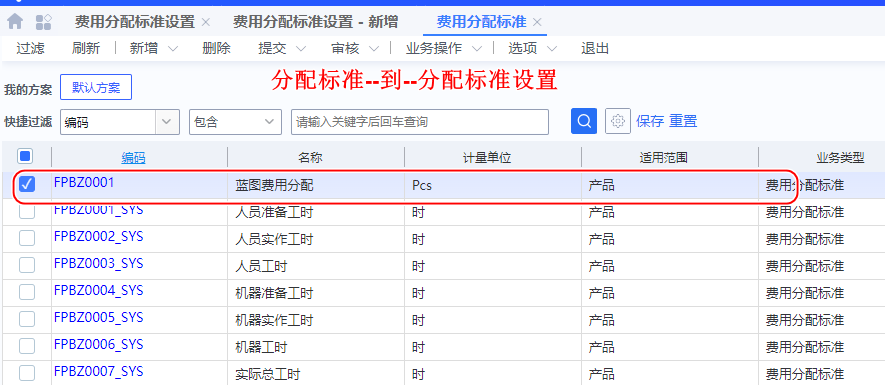 费用分配标准设置 费用分配标准设置 - 新增 费用分配标准
过滤 刷新 新增 删除 提交 审核 业务操作 选项 退出
分配标准--到--分配标准设置
我的方案 默认方案
快捷过滤 编码 包含 请输入关键字后回车查询 保存 重置
编码 名称 计量单位 适用范围 业务类型
FPBZ0001 蓝图费用分配 Pcs 产品 费用分配标准
FPBZ0001_SYS 人员准备工时 时 产品 费用分配标准
FPBZ0002_SYS 人员实作工时 时 产品 费用分配标准
FPBZ0003_SYS 人员工时 时 产品 费用分配标准
FPBZ0004_SYS 机器准备工时 时 产品 费用分配标准
FPBZ0005_SYS 机器实作工时 时 产品 费用分配标准
FPBZ0006_SYS 机器工时 时 产品 费用分配标准
FPBZ0007_SYS 实际总工时 时 产品 费用分配标准